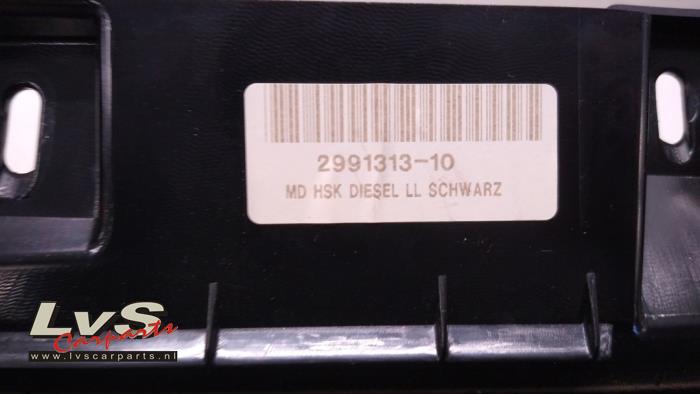 2991313-10
MD HSK DIESEL LL SCHWARZ
LvS
Carparts
www.lvscarparts.nl